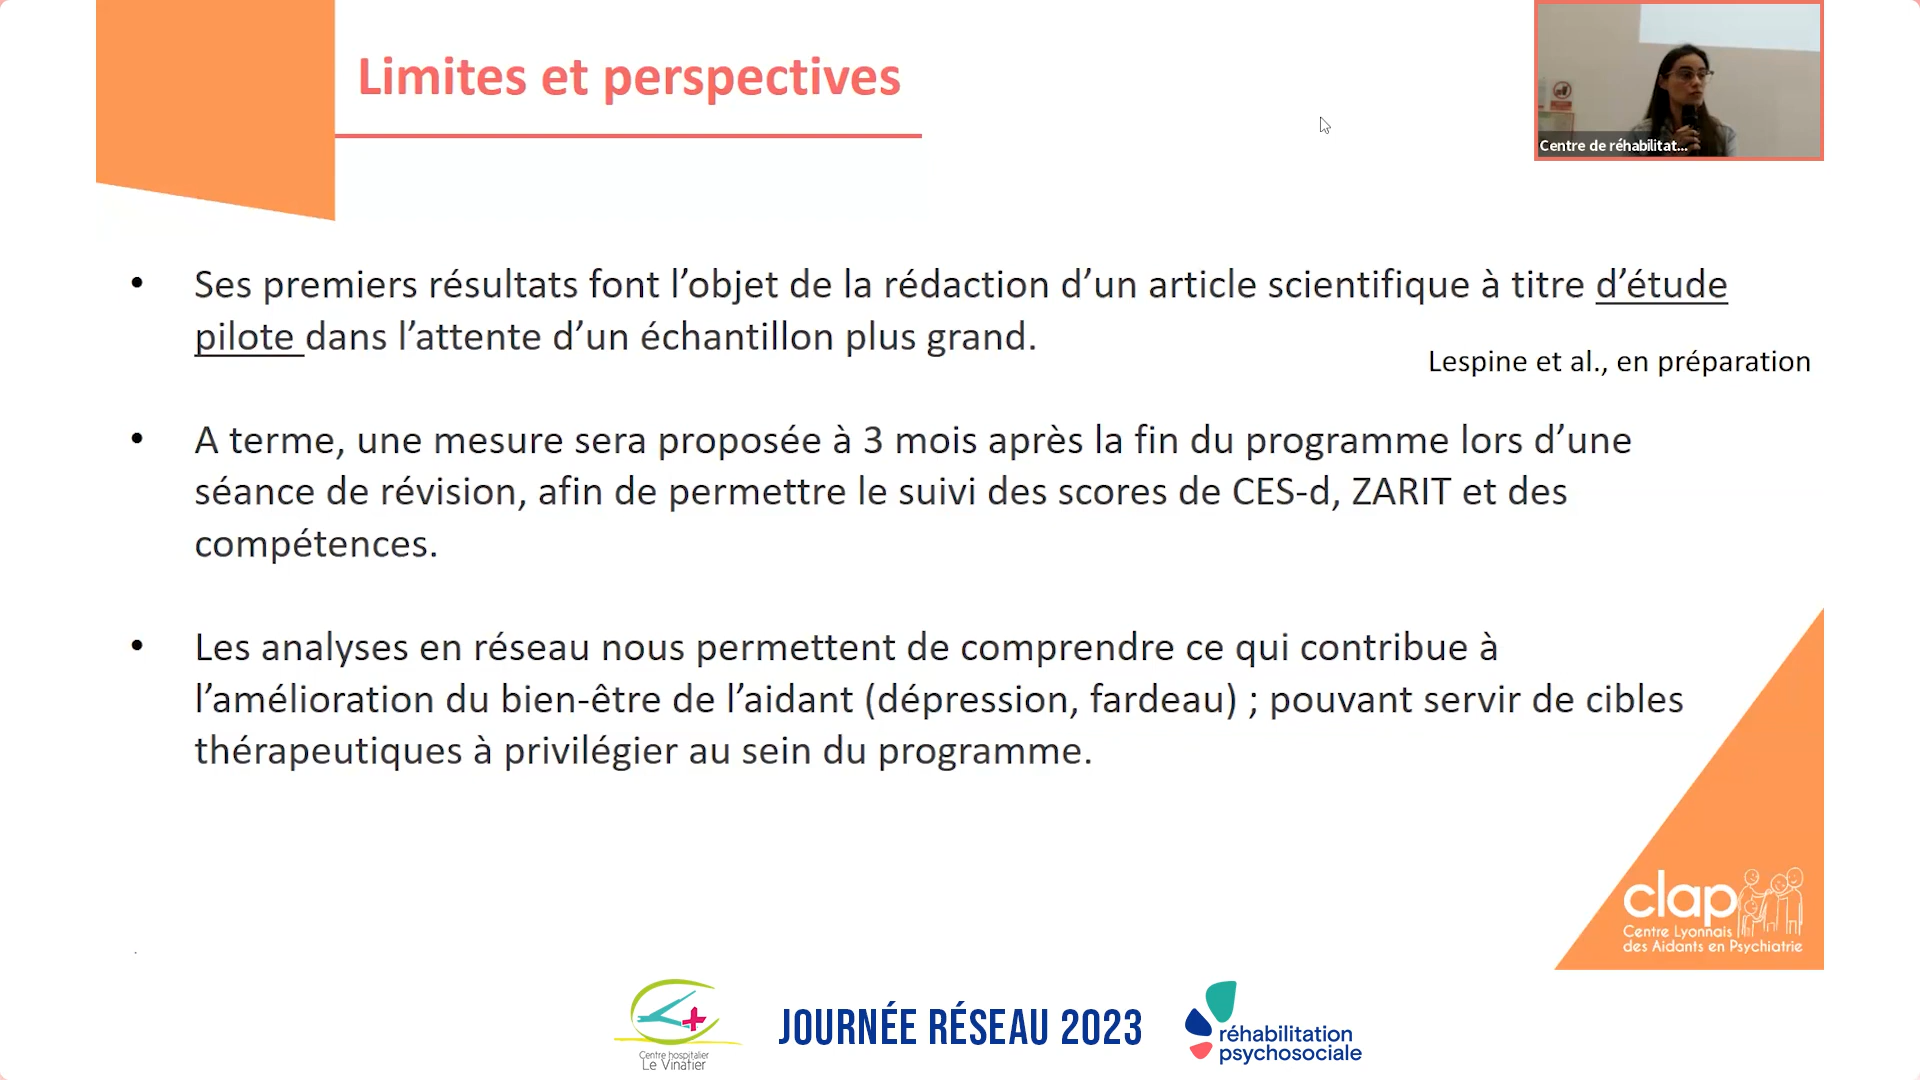 Limites et perspectives
Centre de réhabilitat...
• Ses premiers résultats font l’objet de la rédaction d’un article scientifique à titre d’étude
pilote dans l’attente d’un échantillon plus grand.
Lespine et al., en préparation
• A terme, une mesure sera proposée à 3 mois après la fin du programme lors d’une
séance de révision, afin de permettre le suivi des scores de CES-d, ZARIT et des
compétences.
• Les analyses en réseau nous permettent de comprendre ce qui contribue à
l’amélioration du bien-être de l’aidant (dépression, fardeau) ; pouvant servir de cibles
thérapeutiques à privilégier au sein du programme.
clap
Centre Lyonnais
des Aidants en Psychiatrie
Centre hospitalier
Le Vinatier
JOURNÉE RÉSEAU 2023
réhabilitation
psychosociale